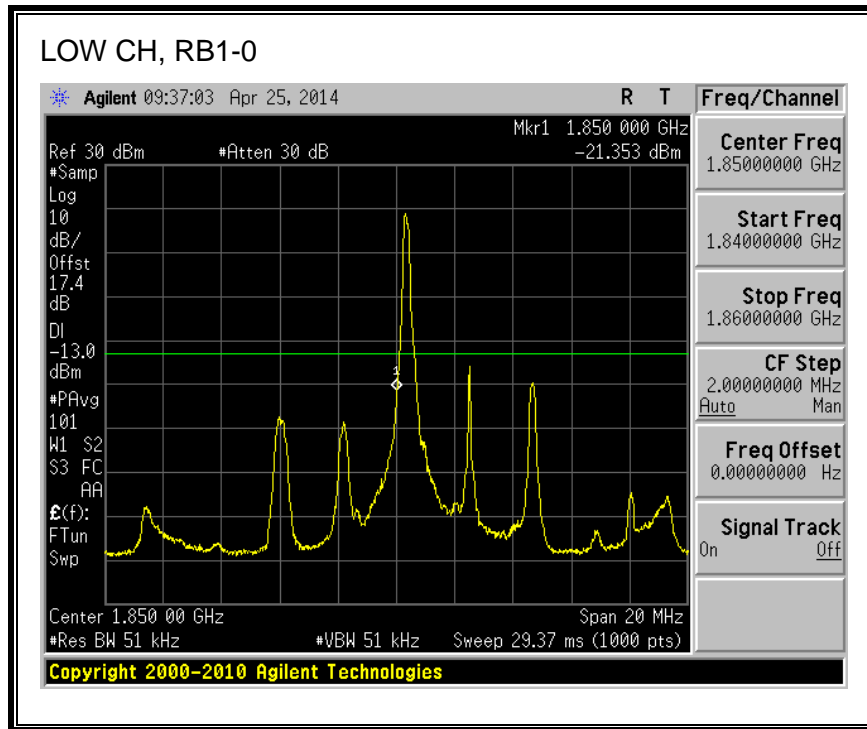 LOW CH, RB1-0
Agilent 09:37:03 Apr 25, 2014 R T
Mkr1 1.850 000 GHz
Ref 30 dBm #Atten 30 dB -21.353 dBm
#Samp
Log
10
dB/
Offst
17.4
dB
DI
-13.0
dBm
#PAvg
101
W1 S2
S3 FC
AA
£(f):
FTun
Swp
1
Center 1.850 00 GHz Span 20 MHz
#Res BW 51 kHz #VBW 51 kHz Sweep 29.37 ms (1000 pts)
Copyright 2000-2010 Agilent Technologies
Freq/Channel
Center Freq
1.85000000 GHz
Start Freq
1.84000000 GHz
Stop Freq
1.86000000 GHz
CF Step
2.00000000 MHz
Auto Man
Freq Offset
0.00000000 Hz
Signal Track
On Off